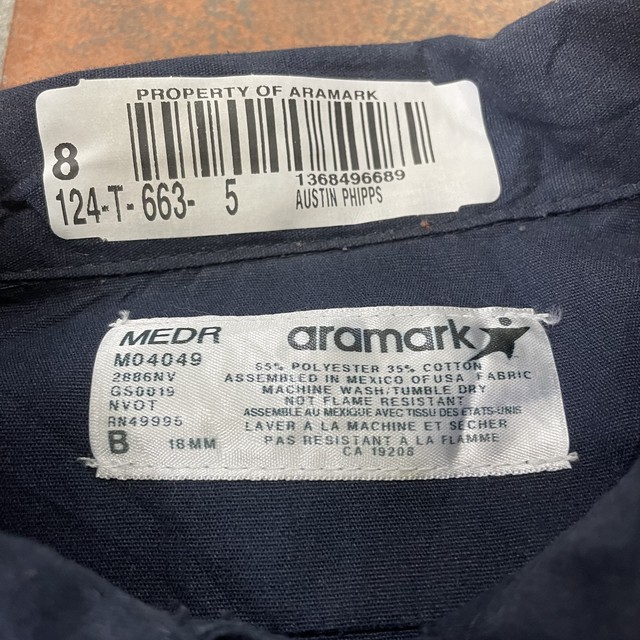 PROPERTY OF ARAMARK
8
1368496689
124-T-663- 5
AUSTIN PHIPPS
MEDR
M04049
2886NV
GS0019
NVOT
RN49995
B 18MM
aramark
65% POLYESTER 35% COTTON
ASSEMBLED IN MEXICO OF USA FABRIC
MACHINE WASH/TUMBLE DRY
NOT FLAME RESISTANT
ASSEMBLE AU MEXIQUE AVEC TISSU DES ETATS-UNIS
LAVER A LA MACHINE ET SECHER
PAS RESISTANT A LA FLAMME
CA 19208